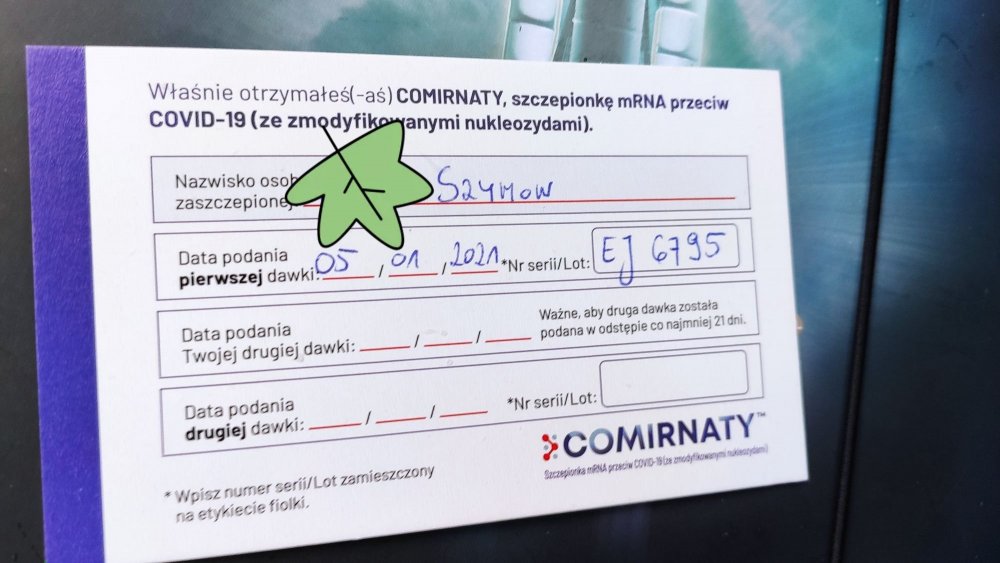 Właśnie otrzymałeś(-aś) COMIRNATY, szczepionkę mRNA przeciw
COVID-19 (ze zmodyfikowanymi nukleozydami).
Nazwisko osob
zaszczepionej: Szymon
Data podania
pierwszej dawki: 05 / 01 / 2021 *Nr serii/Lot: EJ 6795
Data podania
Twojej drugiej dawki: / /
Ważne, aby druga dawka została
podana w odstępie co najmniej 21 dni.
Data podania
drugiej dawki: / / *Nr serii/Lot:
COMIRNATY™
Szczepionka mRNA przeciw COVID-19 (ze zmodyfikowanymi nukleozydami)
* Wpisz numer serii/Lot zamieszczony
na etykiecie fiolki.